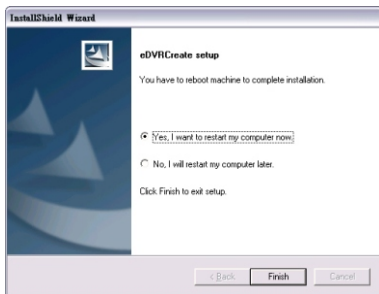 InstallShield Wizard
eDVRCreate setup
You have to reboot machine to complete installation.
Yes, I want to restart my computer now.
No, I will restart my computer later.
Click Finish to exit setup.
< Back
Finish
Cancel